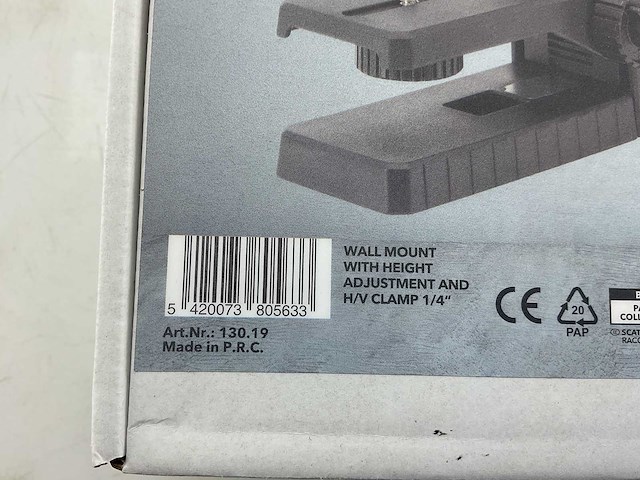 WALL MOUNT
WITH HEIGHT
ADJUSTMENT AND
H/V CLAMP 1/4"
5 420073 805633
Art.Nr.: 130.19
Made in P.R.C.
CE
20
PAP